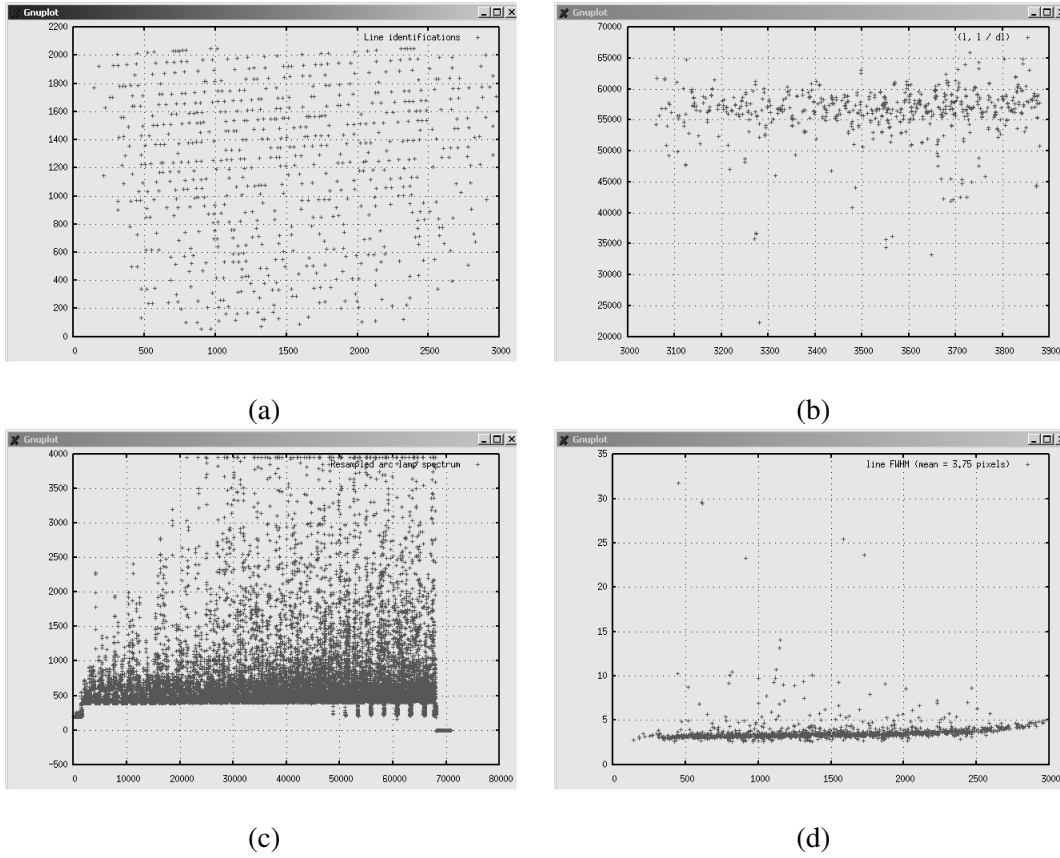 Gnuplot
Line identifications
2200
2000
1800
1600
1400
1200
1000
800
600
400
200
0
0 500 1000 1500 2000 2500 3000
(a)
Gnuplot
(l, l / dl)
70000
65000
60000
55000
50000
45000
40000
35000
30000
25000
20000
3000 3100 3200 3300 3400 3500 3600 3700 3800 3900
(b)
Gnuplot
Resampled arc lamp spectrum
4000
3500
3000
2500
2000
1500
1000
500
0
-500
0 10000 20000 30000 40000 50000 60000 70000 80000
(c)
Gnuplot
line FWHM (mean = 3.75 pixels)
35
30
25
20
15
10
5
0
0 500 1000 1500 2000 2500 3000
(d)